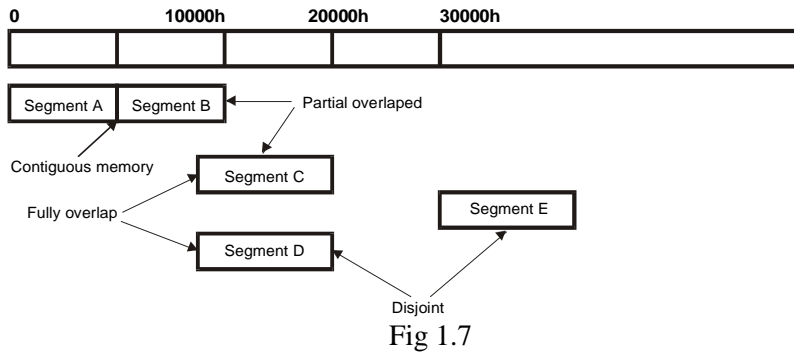 0 10000h 20000h 30000h
Segment A Segment B Partial overlaped
Contiguous memory
Segment C
Fully overlap
Segment E
Segment D
Disjoint
Fig 1.7